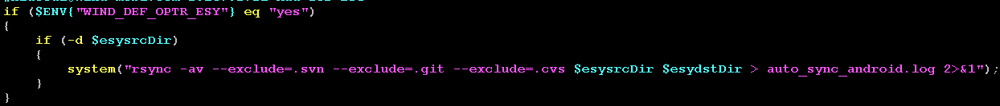 if ($ENV{"WIND_DEF_OPTR_ESY"} eq "yes")
{
    if (-d $esysrcDir)
    {
        system("rsync -av --exclude=.svn --exclude=.git --exclude=.cvs $esysrcDir $esydstDir > auto_sync_android.log 2>&1");
    }
}